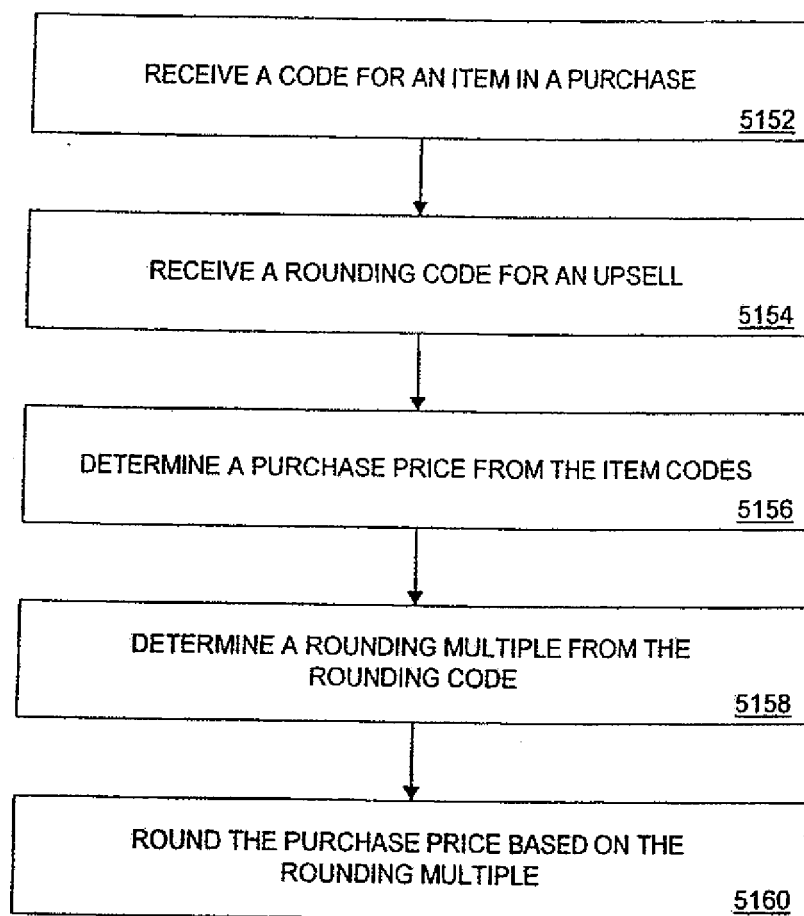 RECEIVE A CODE FOR AN ITEM IN A PURCHASE
5152
RECEIVE A ROUNDING CODE FOR AN UPSELL
5154
DETERMINE A PURCHASE PRICE FROM THE ITEM CODES
5156
DETERMINE A ROUNDING MULTIPLE FROM THE
ROUNDING CODE
5158
ROUND THE PURCHASE PRICE BASED ON THE
ROUNDING MULTIPLE
5160